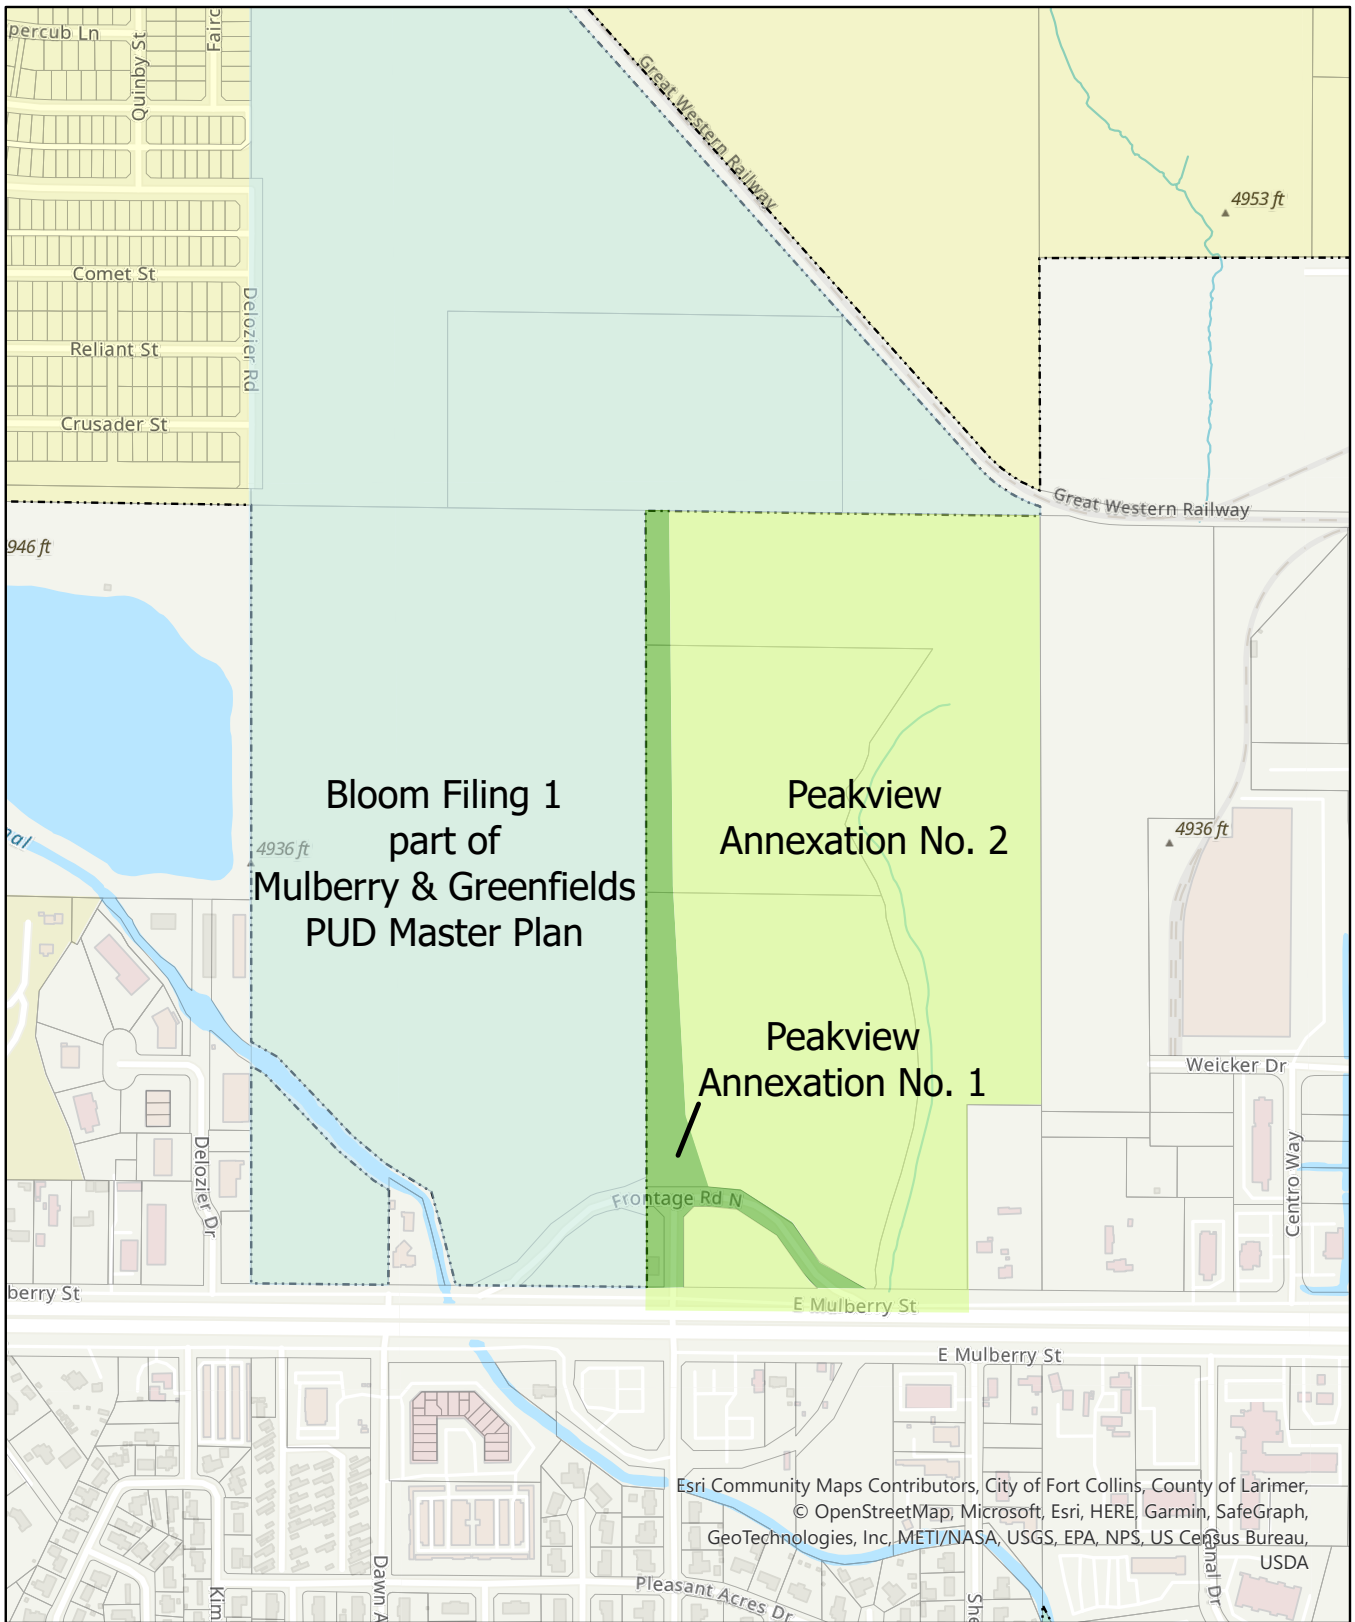 percub Ln
Quinby St
Fairc
Great Western Railway
4953 ft
Comet St
Delozier Rd
Reliant St
Crusader St
Great Western Railway
946 ft
Bloom Filing 1
part of
Mulberry & Greenfields
PUD Master Plan
Peakview
Annexation No. 2
4936 ft
4936 ft
nal
Peakview
Annexation No. 1
Weicker Dr
Delozier Dr
Centro Way
Frontage Rd N
berry St
E Mulberry St
E Mulberry St
Esri Community Maps Contributors, City of Fort Collins, County of Larimer,
© OpenStreetMap, Microsoft, Esri, HERE, Garmin, SafeGraph,
GeoTechnologies, Inc, METI/NASA, USGS, EPA, NPS, US Census Bureau,
USDA
Kim
Dawn A
Pleasant Acres Dr
She
Canal Dr